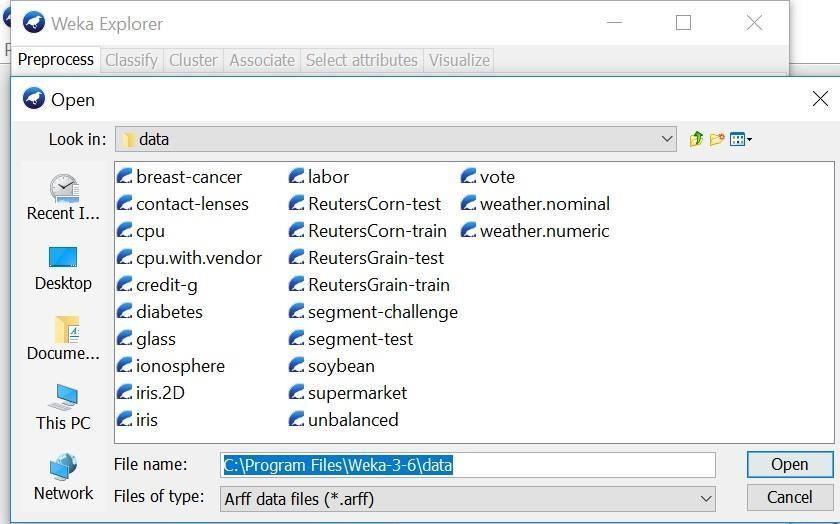 Weka Explorer
Preprocess Classify Cluster Associate Select attributes Visualize
Open
Look in: data
breast-cancer labor vote
contact-lenses ReutersCorn-test weather.nominal
cpu ReutersCorn-train weather.numeric
cpu.with.vendor ReutersGrain-test
credit-g ReutersGrain-train
diabetes segment-challenge
glass segment-test
ionosphere soybean
iris.2D supermarket
iris unbalanced
Recent I...
Desktop
Docume...
This PC
Network
File name: C:\Program Files\Weka-3-6\data Open
Files of type: Arff data files (*.arff) Cancel